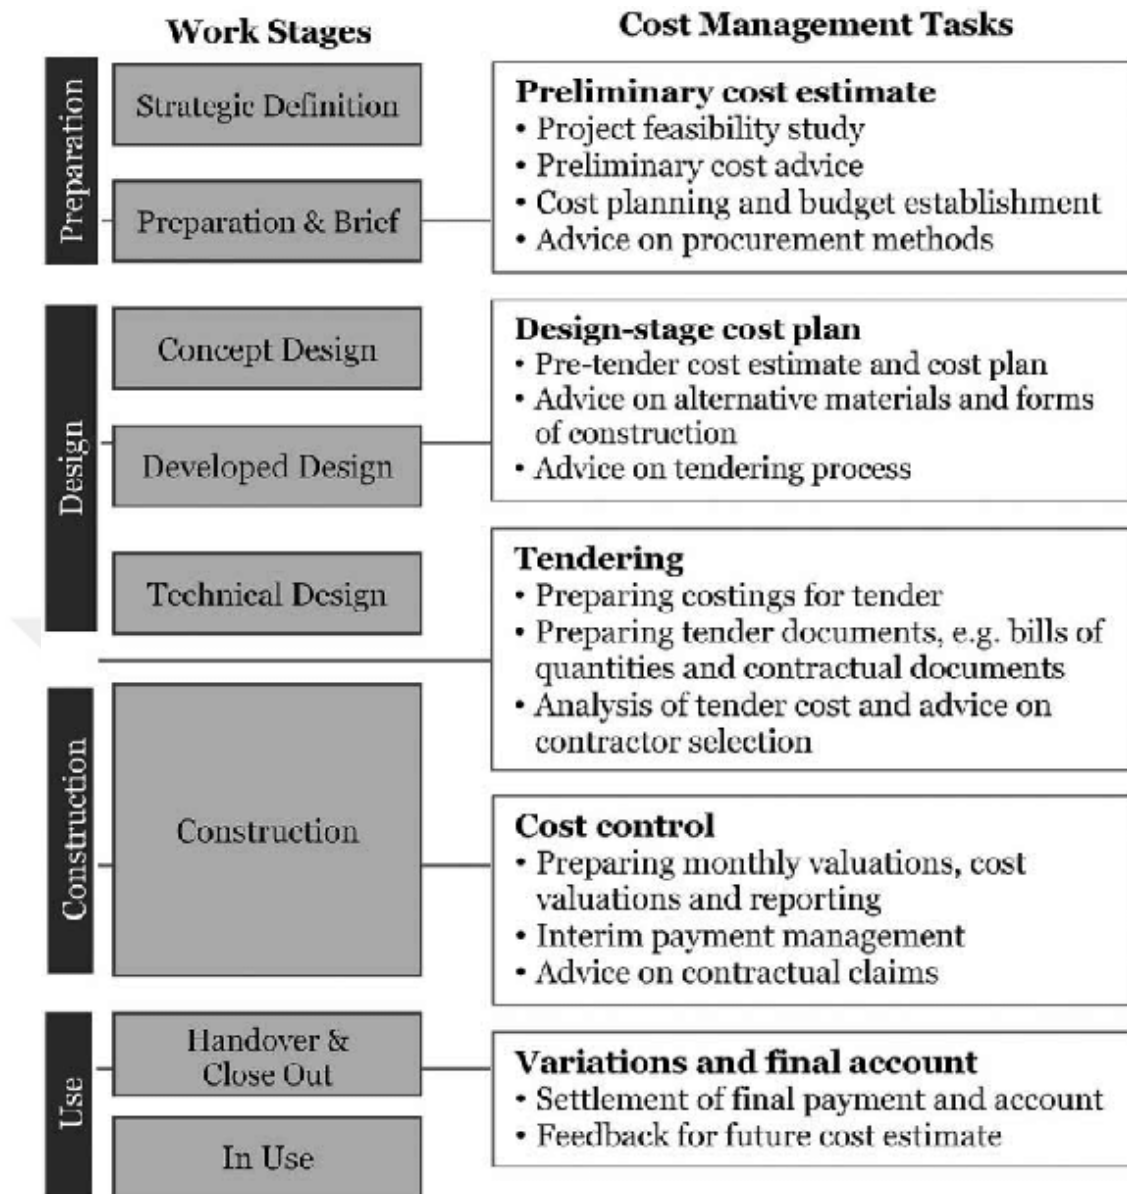 Work Stages
Cost Management Tasks
Preparation
Strategic Definition
Preparation & Brief
Preliminary cost estimate
• Project feasibility study
• Preliminary cost advice
• Cost planning and budget establishment
• Advice on procurement methods
Design
Concept Design
Developed Design
Technical Design
Design-stage cost plan
• Pre-tender cost estimate and cost plan
• Advice on alternative materials and forms
of construction
• Advice on tendering process
Tendering
• Preparing costings for tender
• Preparing tender documents, e.g. bills of
quantities and contractual documents
• Analysis of tender cost and advice on
contractor selection
Construction
Construction
Cost control
• Preparing monthly valuations, cost
valuations and reporting
• Interim payment management
• Advice on contractual claims
Use
Handover &
Close Out
In Use
Variations and final account
• Settlement of final payment and account
• Feedback for future cost estimate